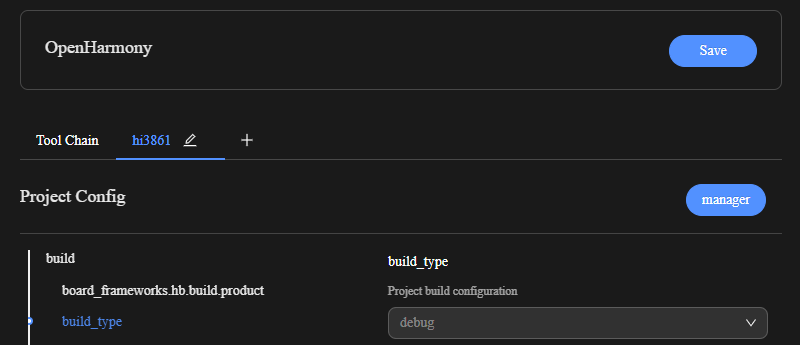 OpenHarmony
Save
Tool Chain
hi3861
Project Config
manager
build
board_frameworks.hb.build.product
build_type
build_type
Project build configuration
debug